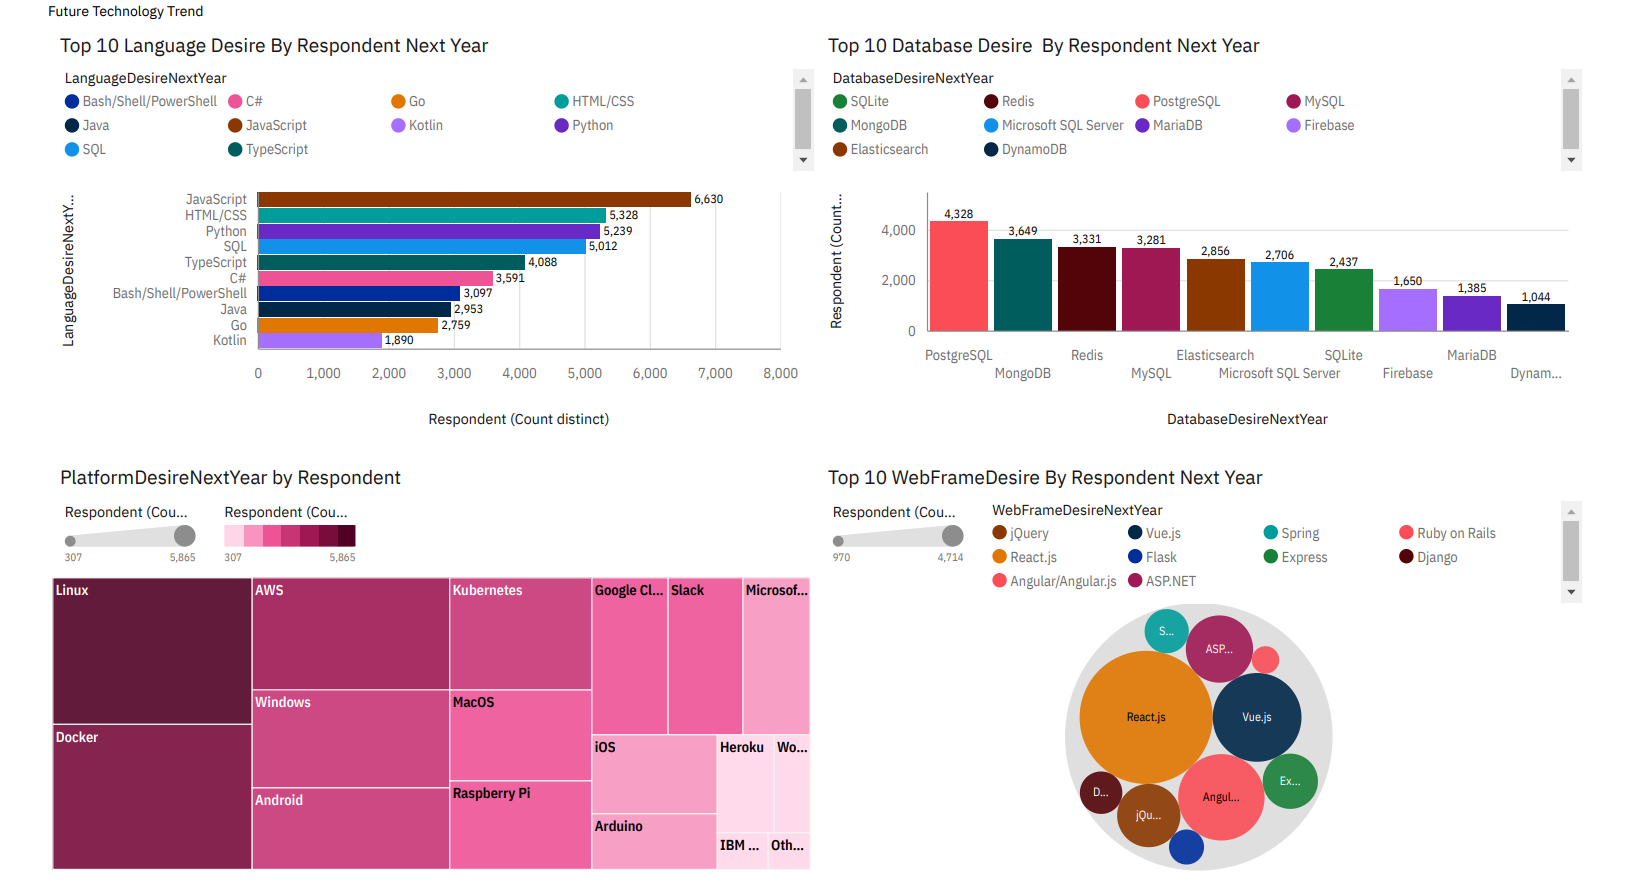 Future Technology Trend
Top 10 Language Desire By Respondent Next Year
LanguageDesireNextYear
Bash/Shell/PowerShell C# Go HTML/CSS
Java JavaScript Kotlin Python
SQL TypeScript
LanguageDesireNextY...
JavaScript 6,630
HTML/CSS 5,328
Python 5,239
SQL 5,012
TypeScript 4,088
C# 3,591
Bash/Shell/PowerShell 3,097
Java 2,953
Go 2,759
Kotlin 1,890
0 1,000 2,000 3,000 4,000 5,000 6,000 7,000 8,000
Respondent (Count distinct)
Top 10 Database Desire By Respondent Next Year
DatabaseDesireNextYear
SQLite Redis PostgreSQL MySQL
MongoDB Microsoft SQL Server MariaDB Firebase
Elasticsearch DynamoDB
Respondent (Count...
4,000
2,000
0
4,328 3,649 3,331 3,281 2,856 2,706 2,437 1,650 1,385 1,044
PostgreSQL Redis Elasticsearch SQLite MariaDB
MongoDB MySQL Microsoft SQL Server Firebase Dynam...
DatabaseDesireNextYear
PlatformDesireNextYear by Respondent
Respondent (Cou... Respondent (Cou...
307 5,865 307 5,865
Linux AWS Kubernetes Google Cl... Slack Microsof...
Windows MacOS
Docker iOS Heroku Wo...
Android Raspberry Pi
Arduino IBM ... Oth...
Top 10 WebFrameDesire By Respondent Next Year
Respondent (Cou...
970 4,714
WebFrameDesireNextYear
jQuery Vue.js Spring Ruby on Rails
React.js Flask Express Django
Angular/Angular.js ASP.NET
S...
ASP...
React.js
Vue.js
Ex...
D...
Angul...
jQu...